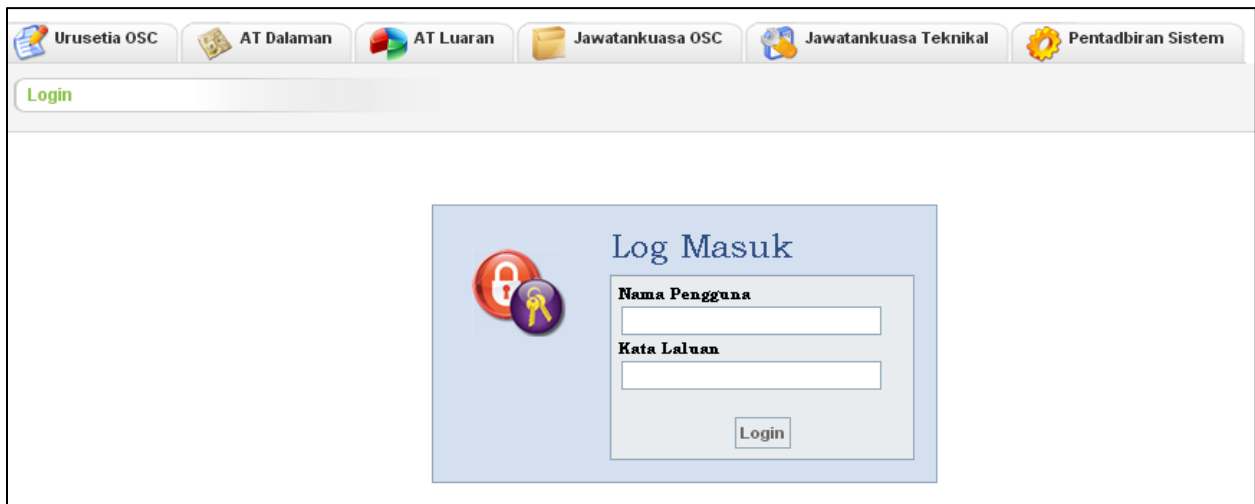 Urusetia OSC AT Dalaman AT Luaran Jawatankuasa OSC Jawatankuasa Teknikal Pentadbiran Sistem
Login
Log Masuk
Nama Pengguna
Kata Laluan
Login